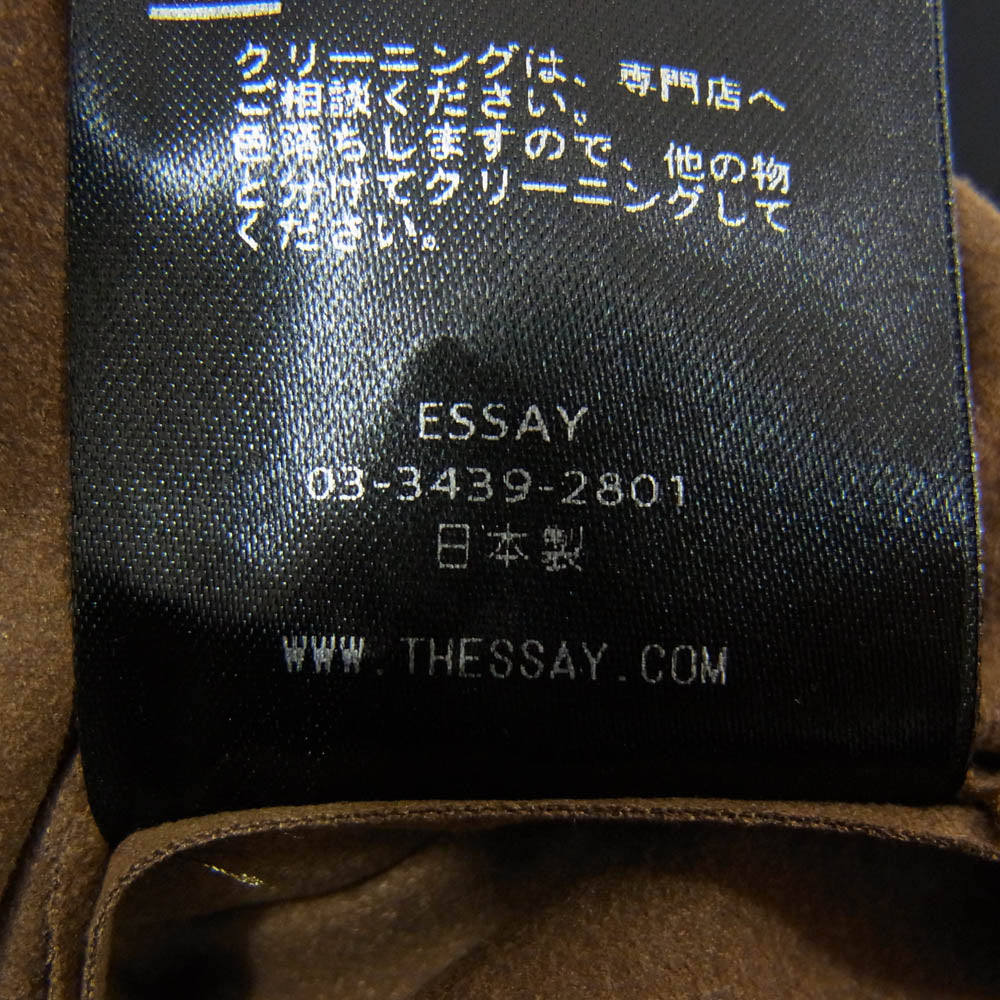 クリーニングは、専門店へ
ご相談ください。
色落ちしますので、他の物
と分けてクリーニングして
ください。
ESSAY
03-3439-2801
日本製
WWW.THESSAY.COM